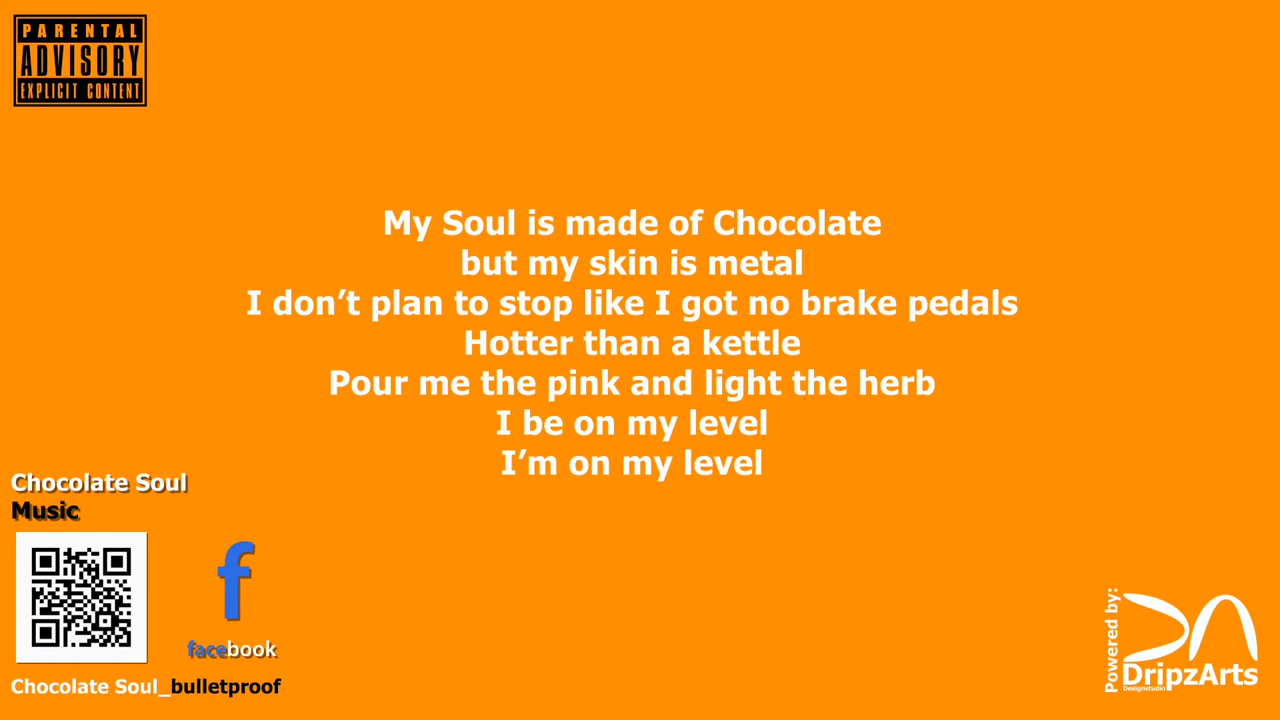 PARENTAL
ADVISORY
EXPLICIT CONTENT
My Soul is made of Chocolate
but my skin is metal
I don’t plan to stop like I got no brake pedals
Hotter than a kettle
Pour me the pink and light the herb
I be on my level
I’m on my level
Chocolate Soul
Music
f
facebook
Chocolate Soul_bulletproof
Powered by:
DA
DripzArts
Designstudio